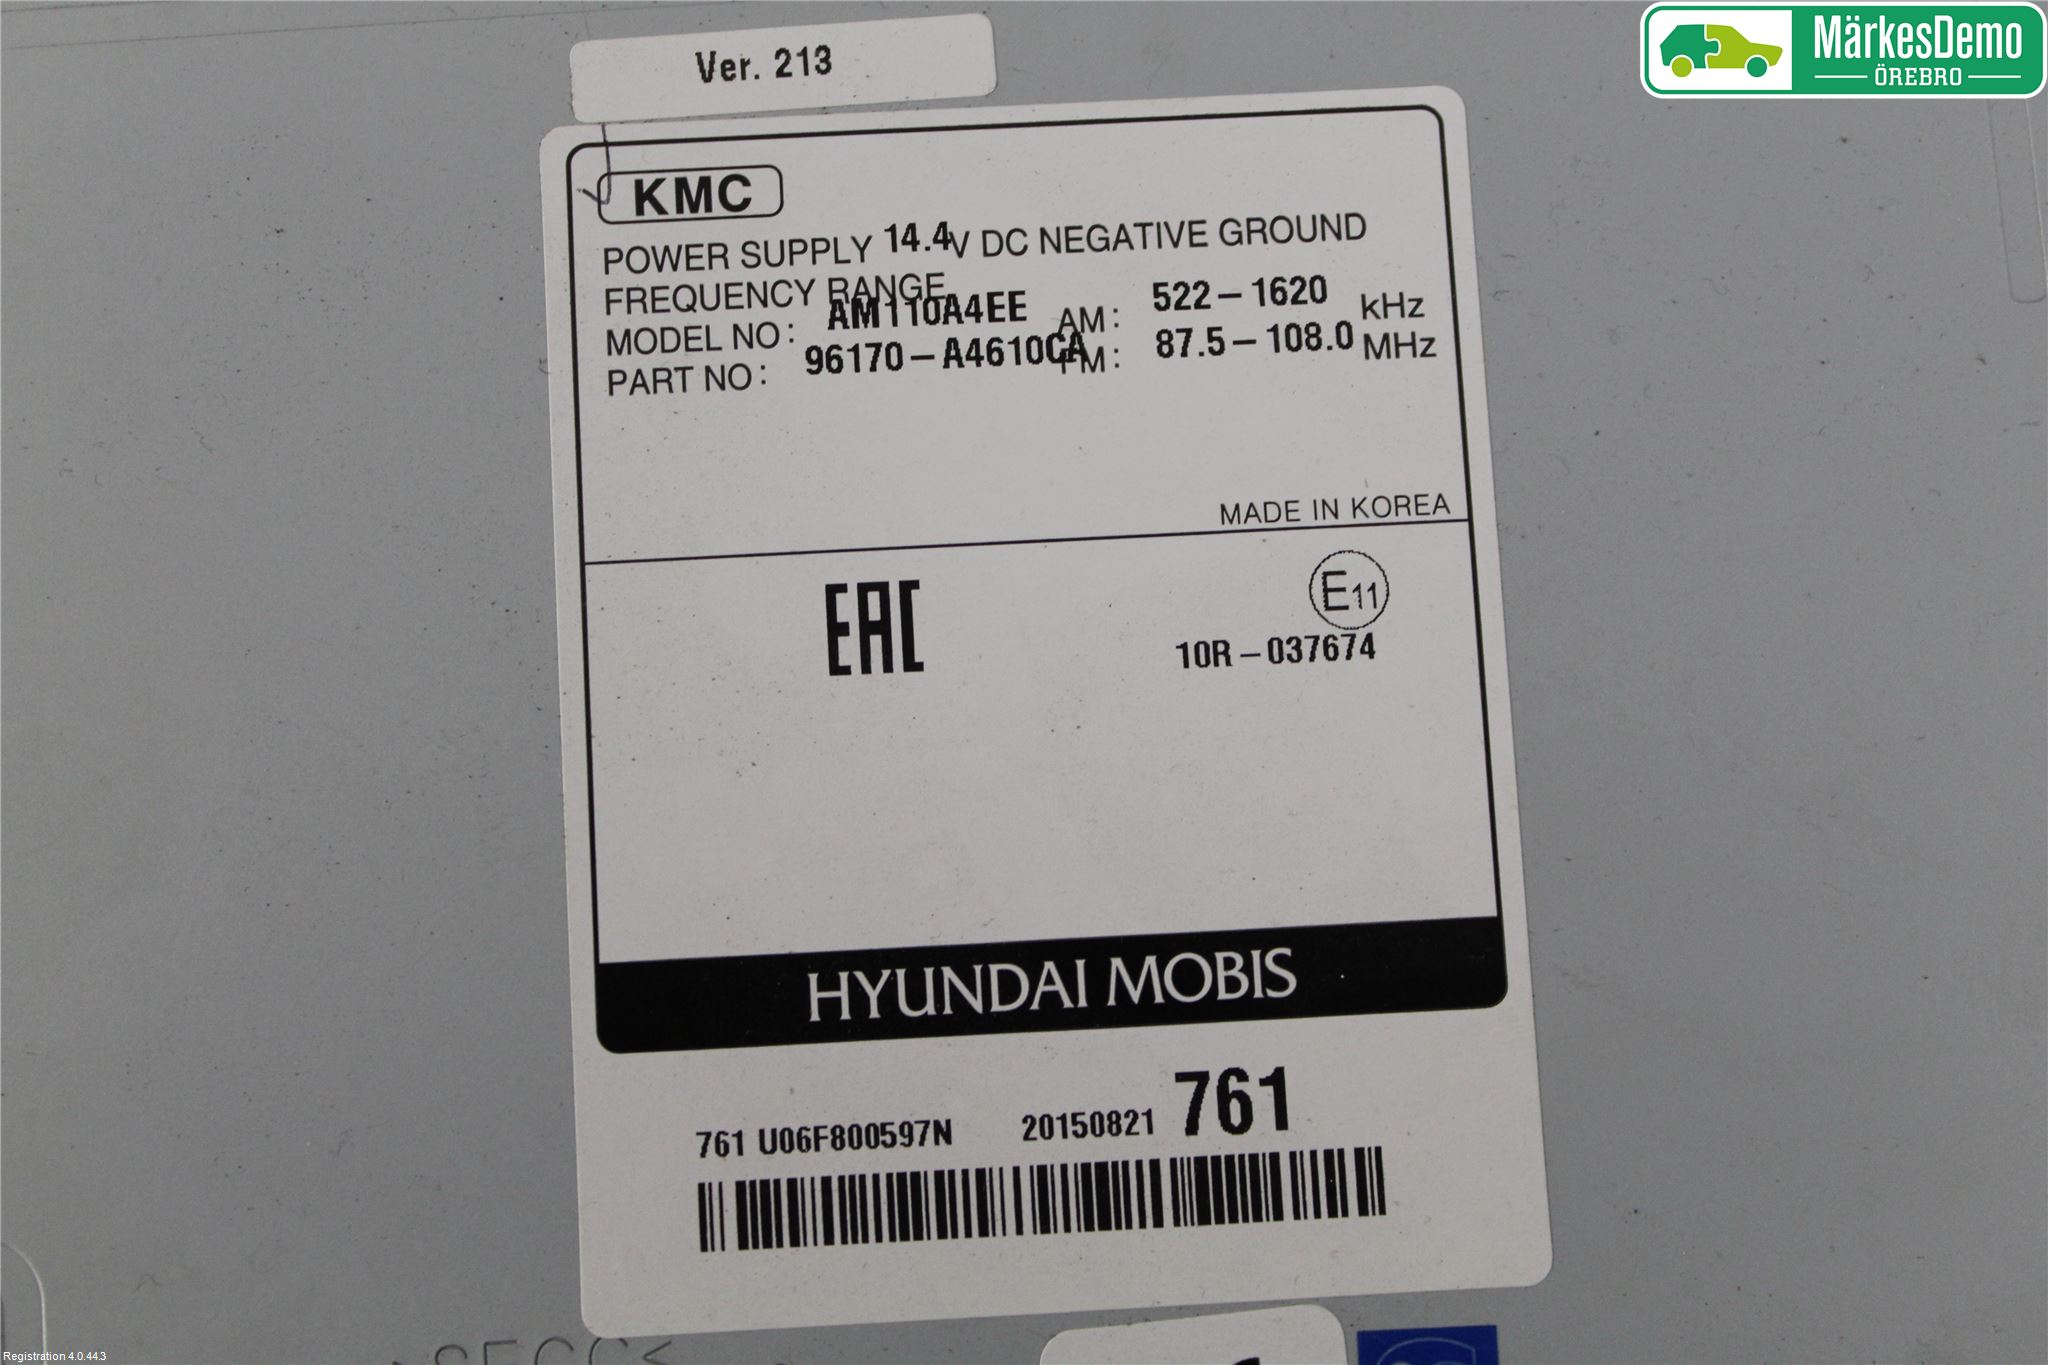 MärkesDemo
ÖREBRO
Ver. 213
KMC
POWER SUPPLY 14.4V DC NEGATIVE GROUND
FREQUENCY RANGE
MODEL NO: AM110A4EE AM: 522-1620 kHz
PART NO: 96170-A4610CA FM: 87.5-108.0 MHz
MADE IN KOREA
EAC
E11
10R-037674
HYUNDAI MOBIS
761 U06F800597N 20150821 761
Registration 4.0.44.3